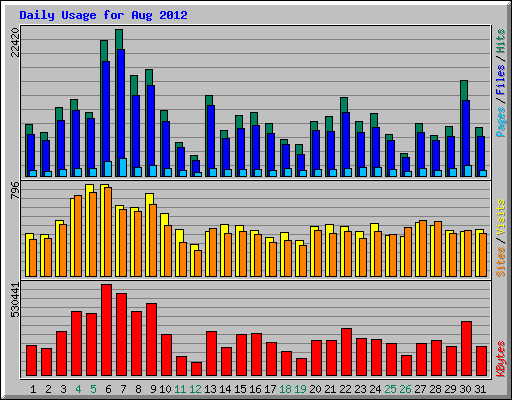 Daily Usage for Aug 2012
22420
Pages / Files / Hits
796
Sites / Visits
530441
KBytes
1 2 3 4 5 6 7 8 9 10 11 12 13 14 15 16 17 18 19 20 21 22 23 24 25 26 27 28 29 30 31